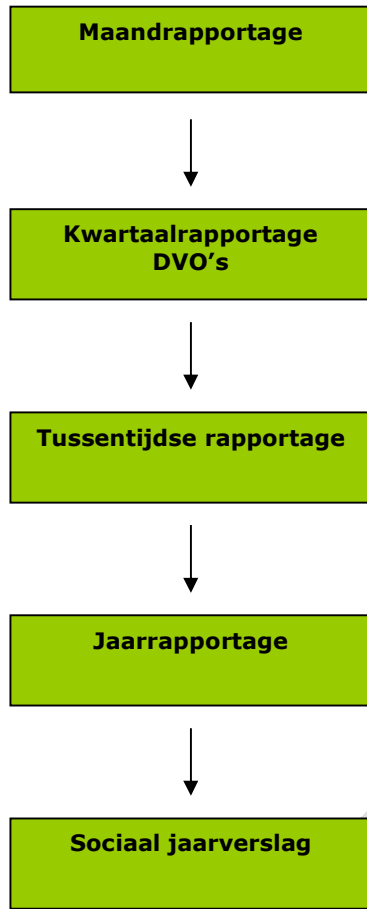 Maandrapportage
Kwartaalrapportage
DVO’s
Tussentijdse rapportage
Jaarrapportage
Sociaal jaarverslag